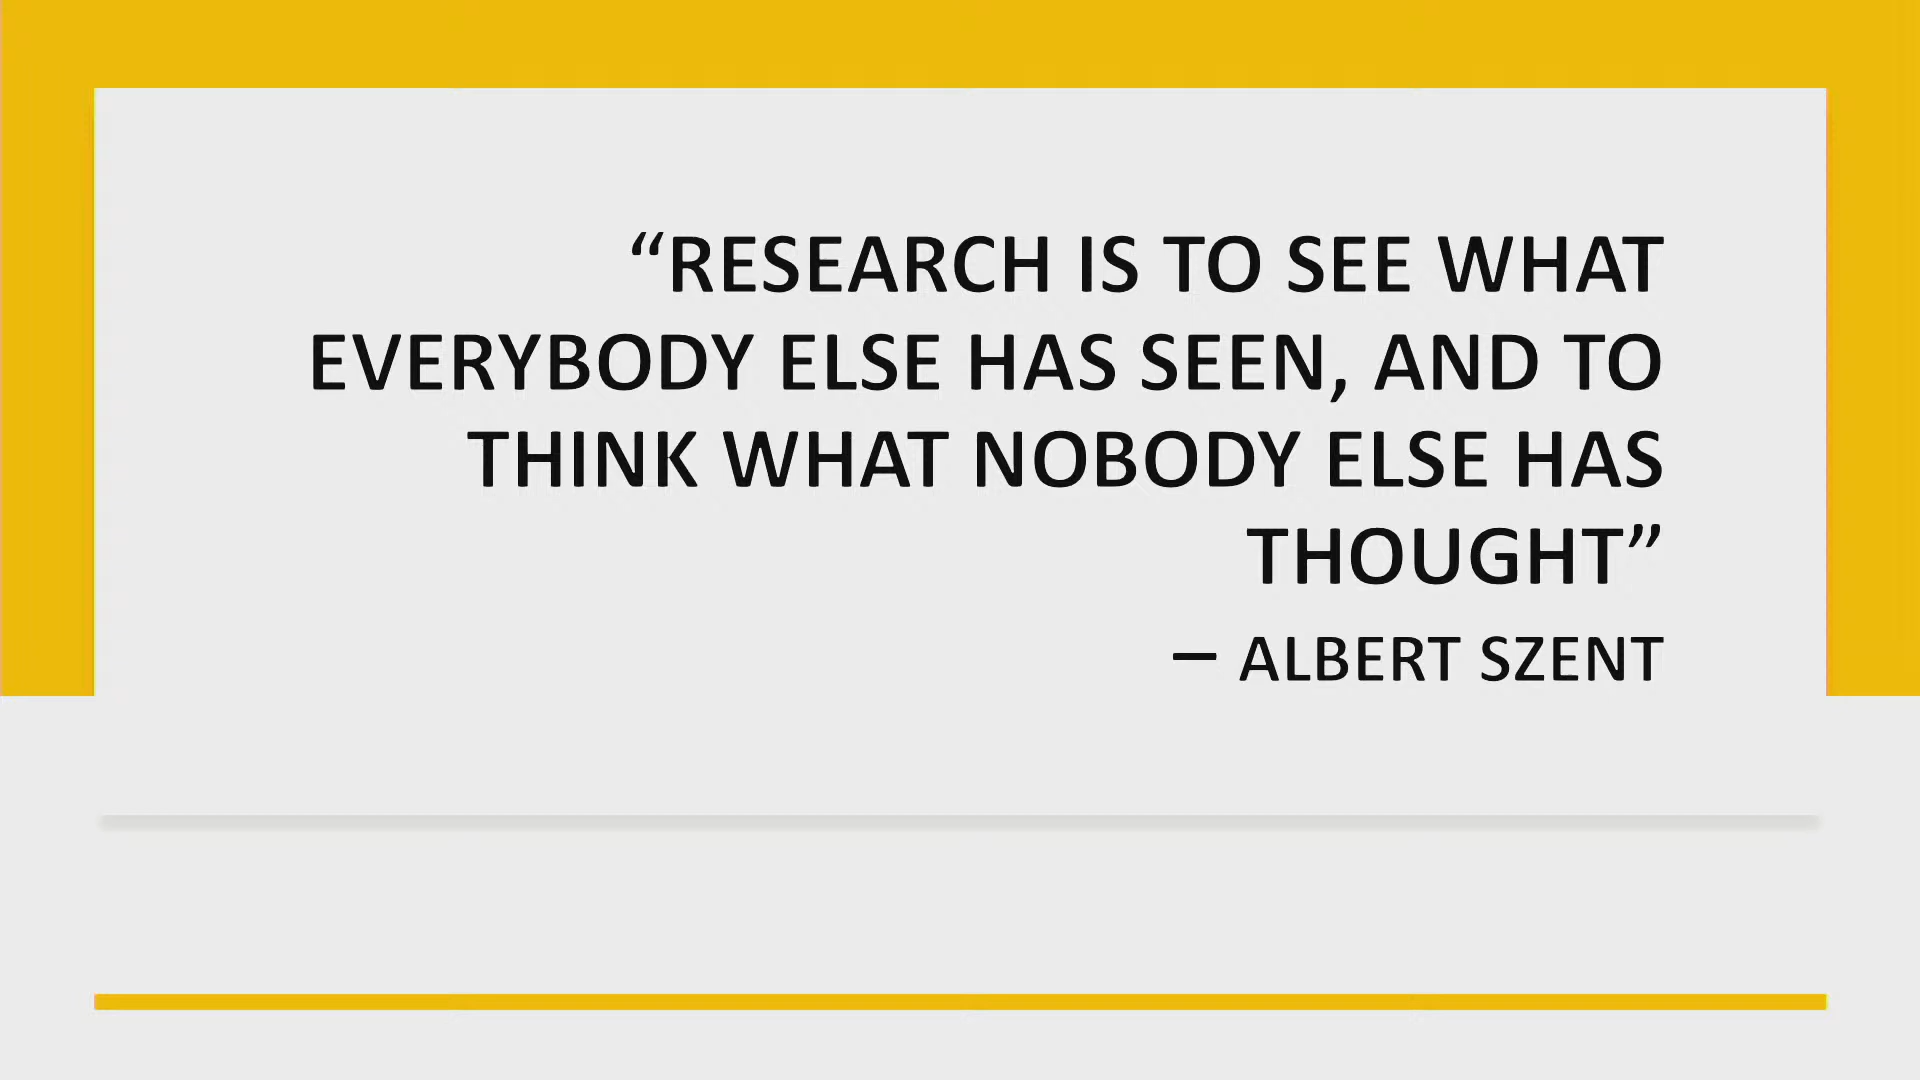 “RESEARCH IS TO SEE WHAT
EVERYBODY ELSE HAS SEEN, AND TO
THINK WHAT NOBODY ELSE HAS
THOUGHT”
– ALBERT SZENT